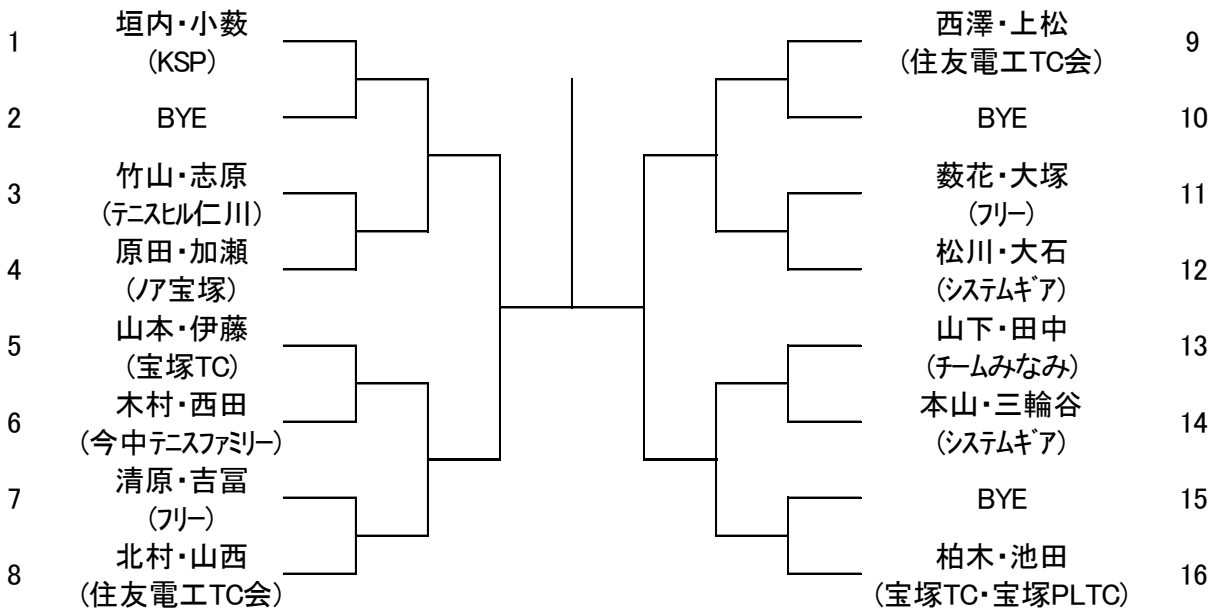 1
垣内・小薮
(KSP)
2
BYE
3
竹山・志原
(ﾃﾆｽﾋﾙ仁川)
4
原田・加瀬
(ﾉｱ宝塚)
5
山本・伊藤
(宝塚TC)
6
木村・西田
(今中ﾃﾆｽﾌｧﾐﾘｰ)
7
清原・吉冨
(ﾌﾘｰ)
8
北村・山西
(住友電工TC会)
西澤・上松
(住友電工TC会)
9
BYE
10
薮花・大塚
(ﾌﾘｰ)
11
松川・大石
(ｼｽﾃﾑｷﾞｱ)
12
山下・田中
(ﾁｰﾑみなみ)
13
本山・三輪谷
(ｼｽﾃﾑｷﾞｱ)
14
BYE
15
柏木・池田
(宝塚TC・宝塚PLTC)
16